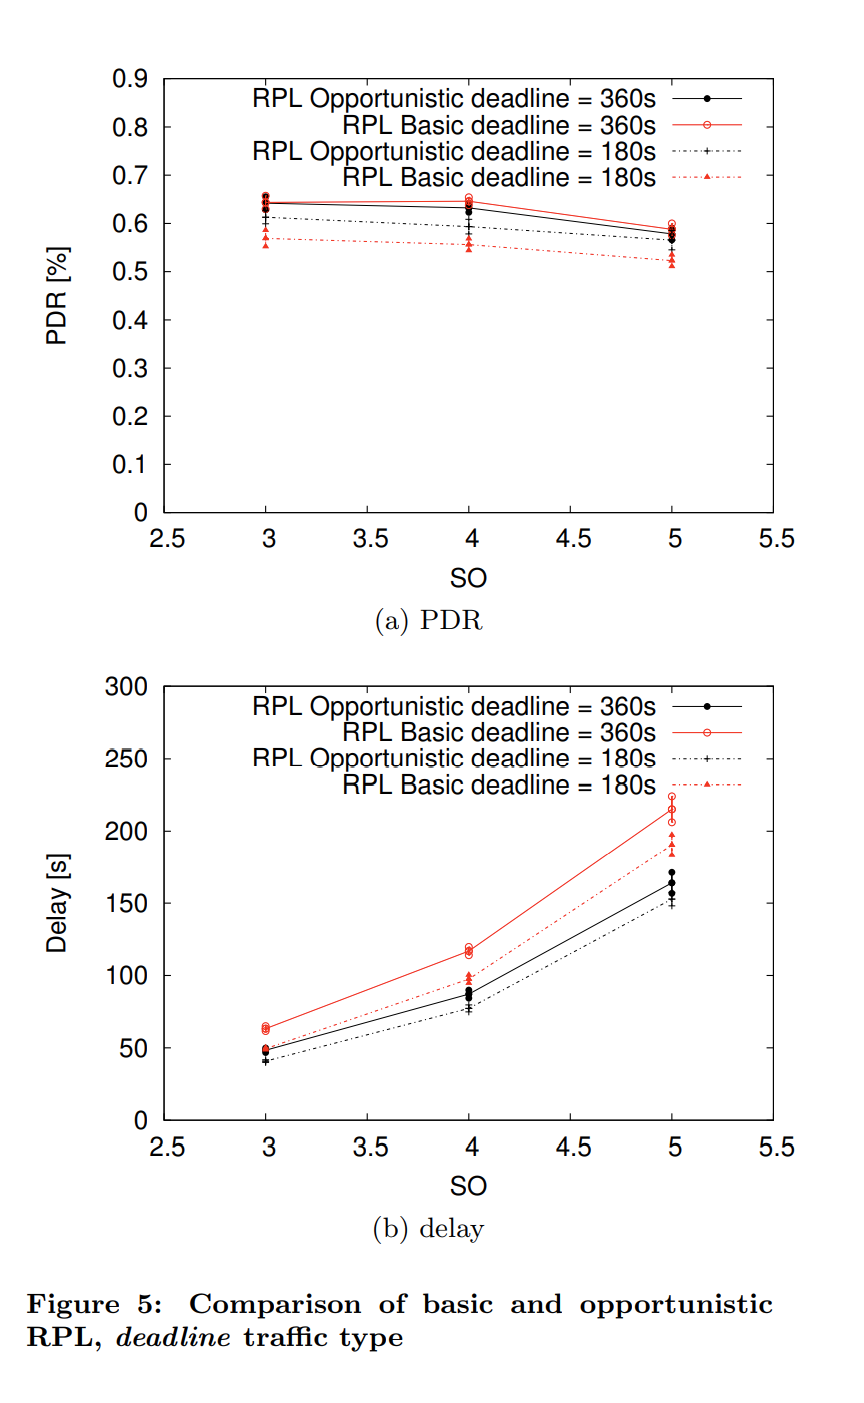 0.9
0.8
0.7
0.6
0.5
0.4
0.3
0.2
0.1
0
PDR [%]
RPL Opportunistic deadline = 360s
RPL Basic deadline = 360s
RPL Opportunistic deadline = 180s
RPL Basic deadline = 180s
2.5 3 3.5 4 4.5 5 5.5
SO
(a) PDR
300
250
200
150
100
50
0
Delay [s]
RPL Opportunistic deadline = 360s
RPL Basic deadline = 360s
RPL Opportunistic deadline = 180s
RPL Basic deadline = 180s
2.5 3 3.5 4 4.5 5 5.5
SO
(b) delay
Figure 5: Comparison of basic and opportunistic
RPL, deadline traffic type